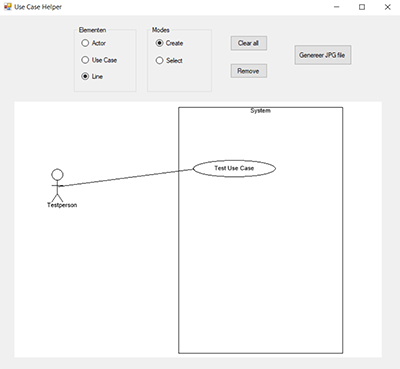 Use Case Helper
Elementen
Actor
Use Case
Line
Modes
Create
Select
Clear all
Remove
Genereer JPG file
System
Test Use Case
Testperson